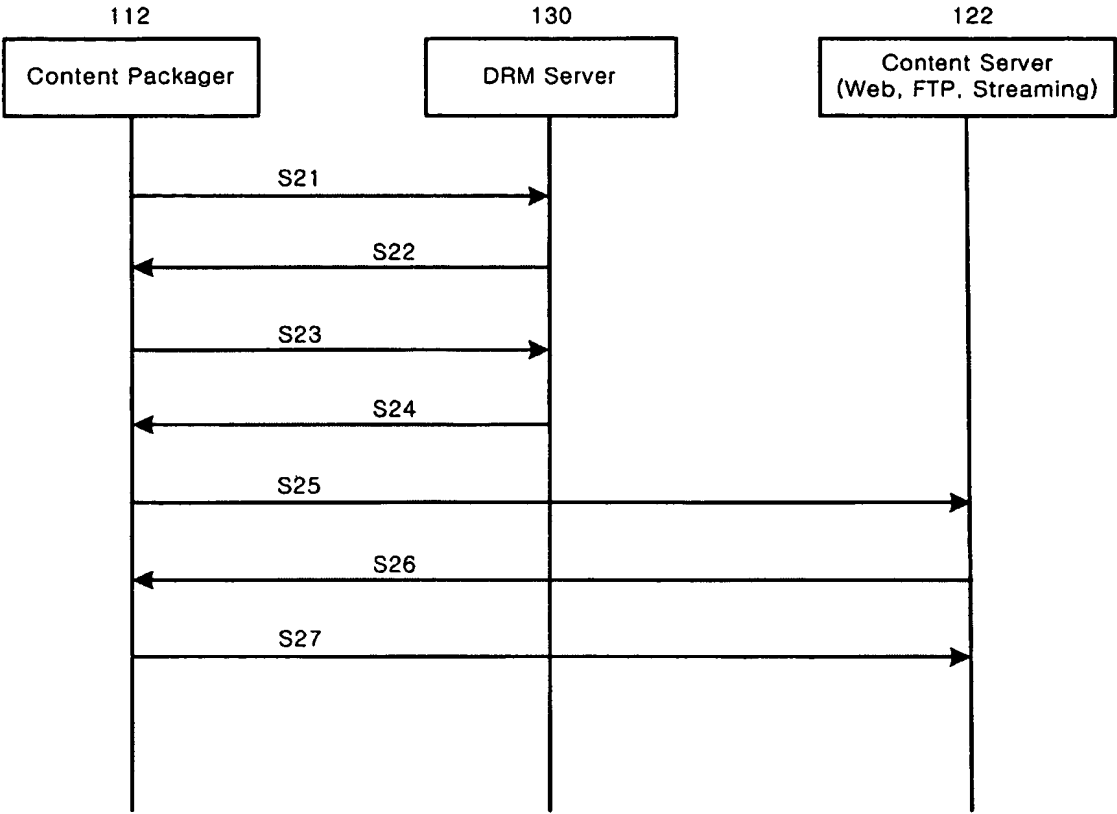 112
130
122
Content Packager
DRM Server
Content Server
(Web, FTP, Streaming)
S21
S22
S23
S24
S25
S26
S27